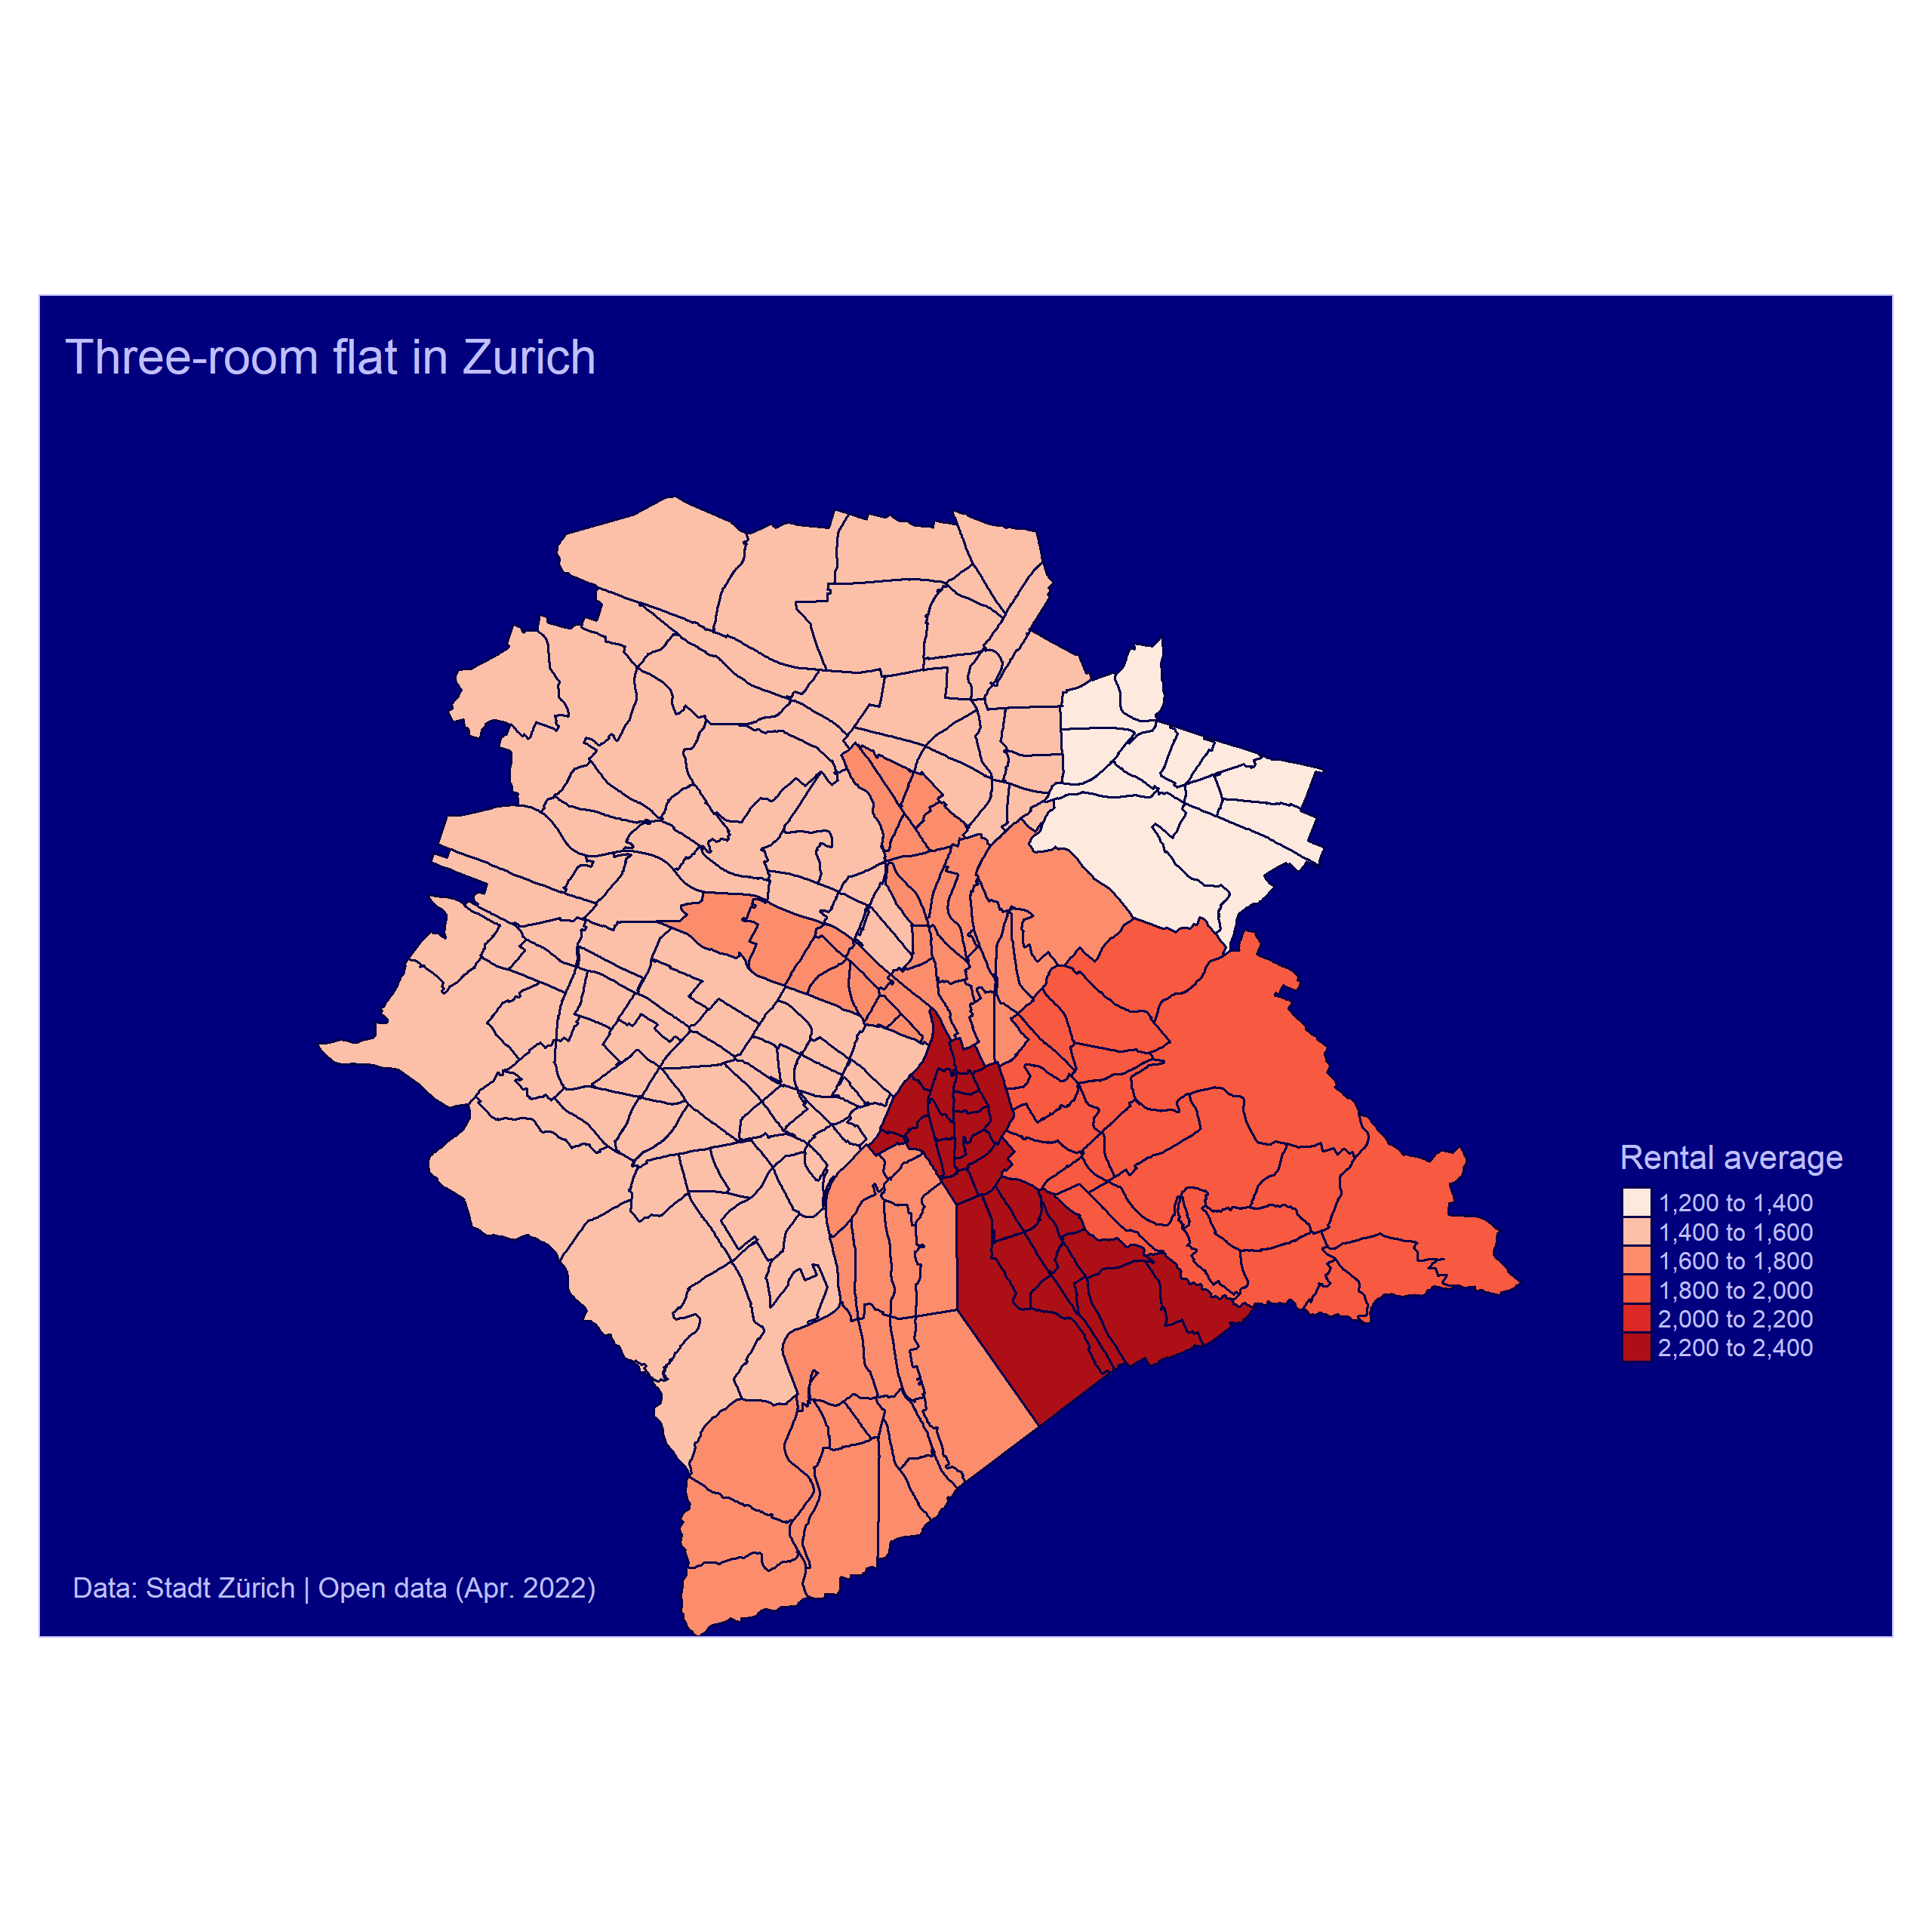 Three-room flat in Zurich
Rental average
1,200 to 1,400
1,400 to 1,600
1,600 to 1,800
1,800 to 2,000
2,000 to 2,200
2,200 to 2,400
Data: Stadt Zürich | Open data (Apr. 2022)